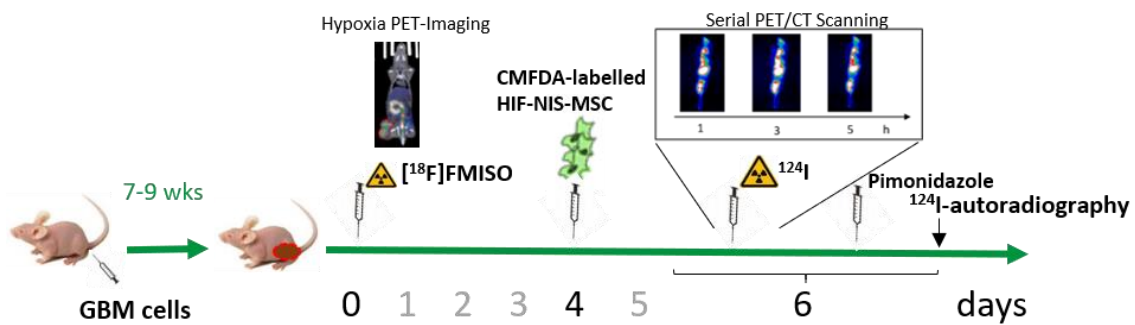 Hypoxia PET-Imaging
Serial PET/CT Scanning
CMFDA-labelled
HIF-NIS-MSC
1 3 5 h
7-9 wks
[¹⁸F]FMISO
¹²⁴I
Pimonidazole
¹²⁴I-autoradiography
GBM cells
0 1 2 3 4 5 6 days